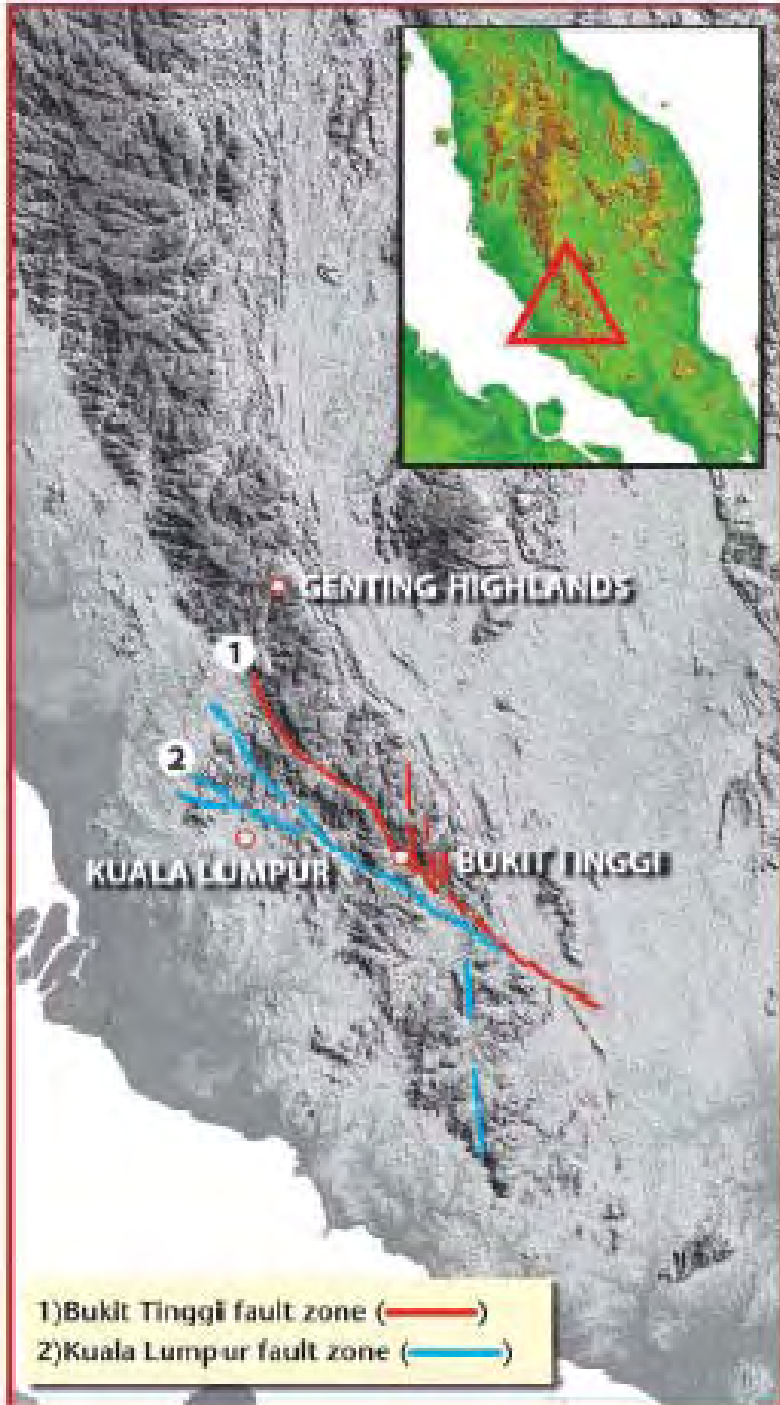 GENTING HIGHLANDS
1
2
KUALA LUMPUR
BUKIT TINGGI
1)Bukit Tinggi fault zone ( )
2)Kuala Lumpur fault zone ( )